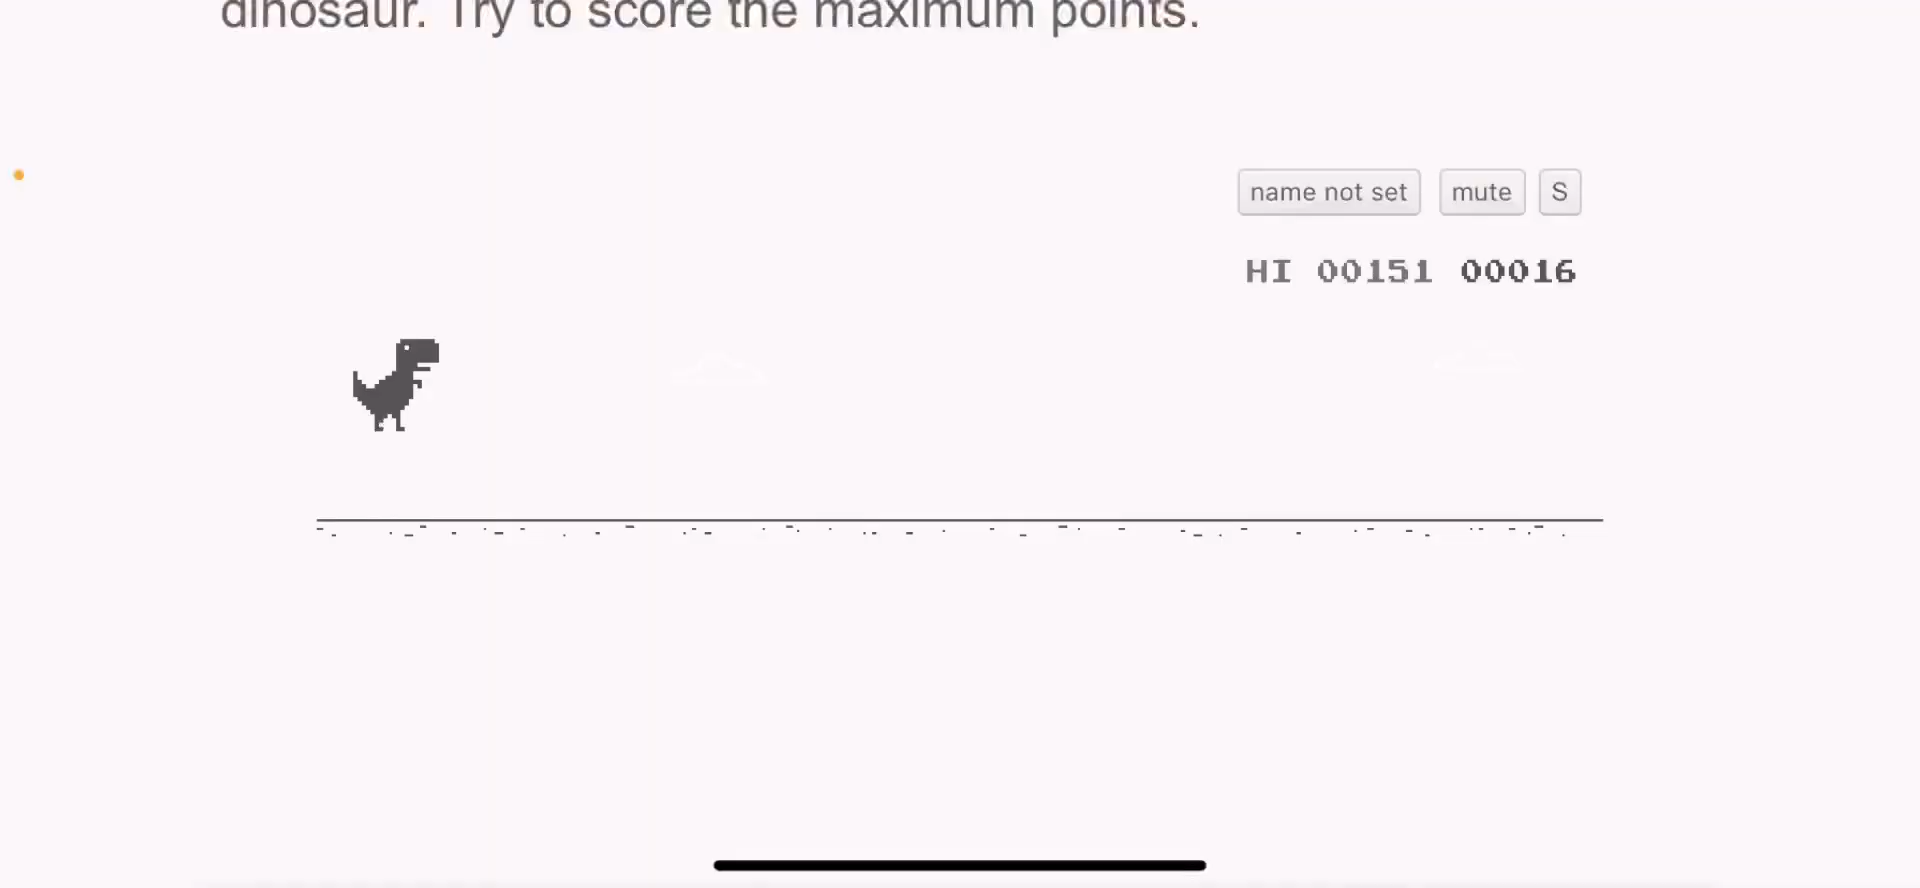 dinosaur. Try to score the maximum points.
name not set mute S
HI 00151 00016